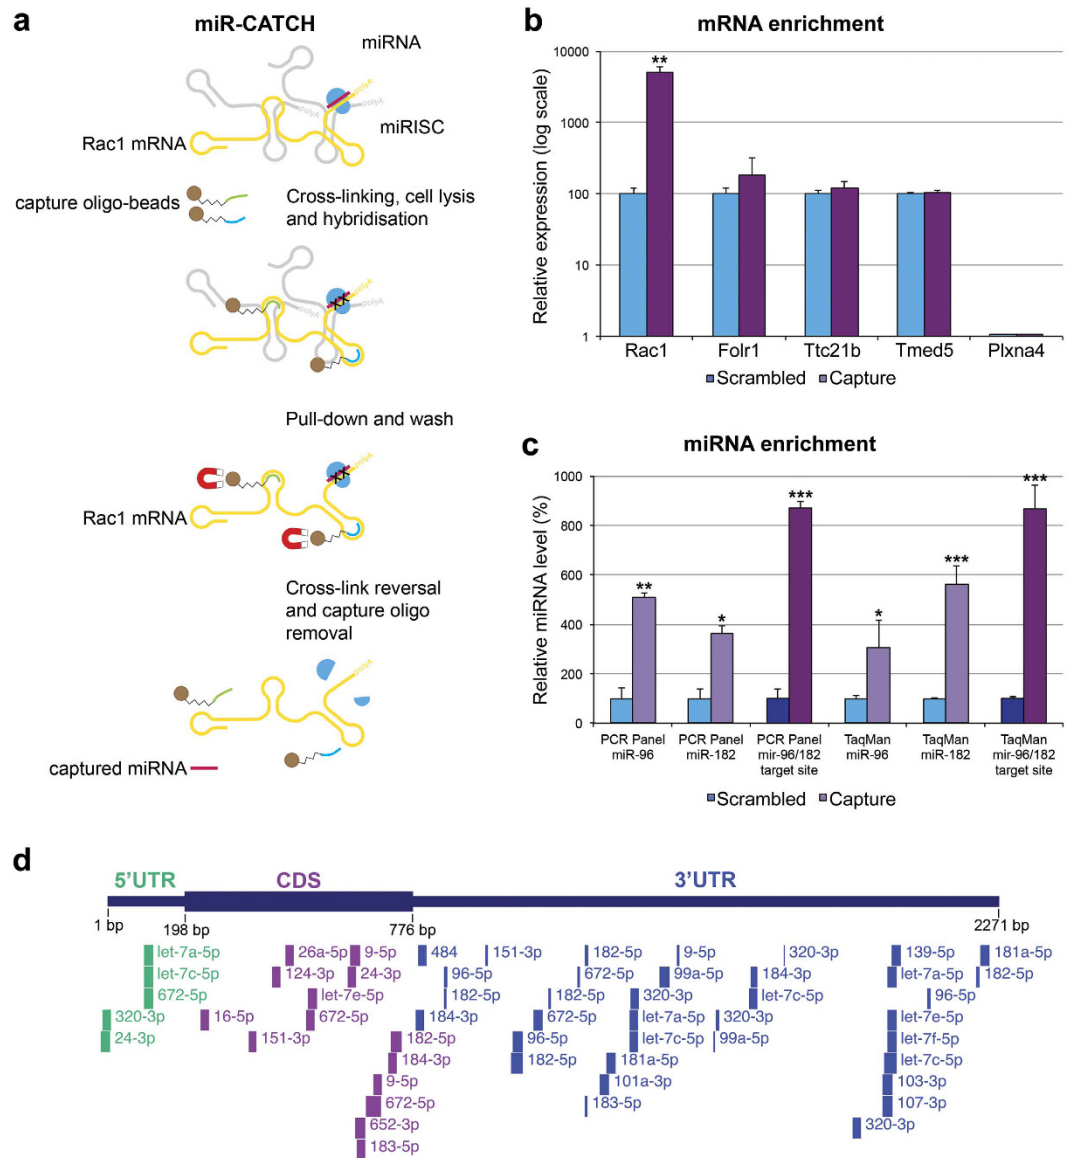 a
miR-CATCH
miRNA
polyA
polyA
polyA
miRISC
Rac1 mRNA
capture oligo-beads
Cross-linking, cell lysis
and hybridisation
polyA
polyA
polyA
Pull-down and wash
polyA
Rac1 mRNA
Cross-link reversal
and capture oligo
removal
polyA
captured miRNA
b
mRNA enrichment
Relative expression (log scale)
10000
1000
100
10
1
**
Rac1 Folr1 Ttc21b Tmed5 Plxna4
Scrambled Capture
c
miRNA enrichment
Relative miRNA level (%)
1000
800
600
400
200
0
** * *** * *** ***
PCR Panel PCR Panel PCR Panel TaqMan TaqMan TaqMan
miR-96 miR-182 mir-96/182 miR-96 miR-182 mir-96/182
target site target site
Scrambled Capture
d
5'UTR CDS 3'UTR
1 bp 198 bp 776 bp 2271 bp
let-7a-5p 26a-5p 9-5p 484 151-3p 182-5p 9-5p 320-3p 139-5p 181a-5p
let-7c-5p 124-3p 24-3p 96-5p 672-5p 99a-5p 184-3p let-7a-5p 182-5p
672-5p let-7e-5p 182-5p 182-5p 320-3p let-7c-5p 96-5p
320-3p 16-5p 672-5p 184-3p 672-5p let-7a-5p 320-3p let-7e-5p
24-3p 151-3p 182-5p 96-5p let-7c-5p 99a-5p let-7f-5p
184-3p 182-5p 181a-5p let-7c-5p
9-5p 101a-3p 103-3p
672-5p 183-5p 107-3p
652-3p 320-3p
183-5p